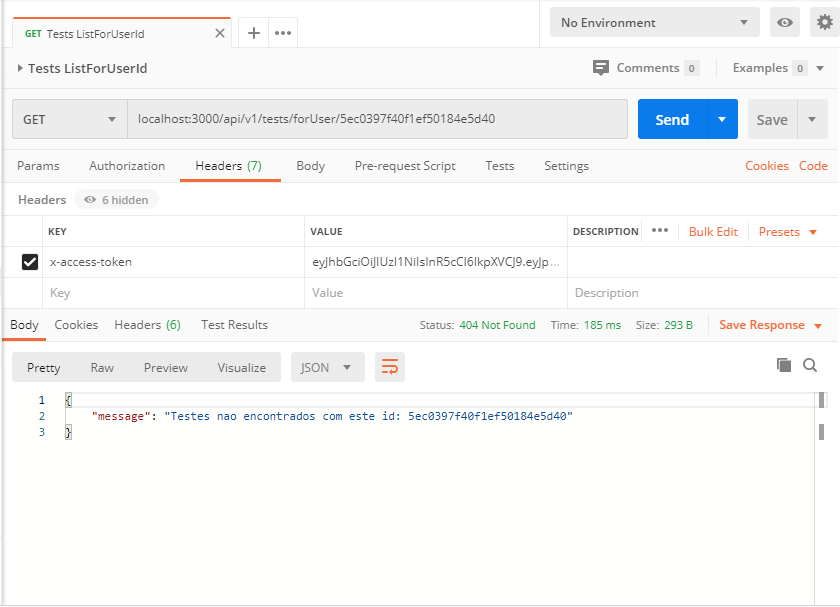 GET Tests ListForUserId
No Environment
Tests ListForUserId
Comments 0
Examples 0
GET
localhost:3000/api/v1/tests/forUser/5ec0397f40f1ef50184e5d40
Send
Save
Params Authorization Headers (7) Body Pre-request Script Tests Settings Cookies Code
Headers 6 hidden
KEY VALUE DESCRIPTION ••• Bulk Edit Presets
x-access-token eyJhbGciOiJIUzI1NiIsInR5cCI6IkpXVCJ9.eyJp...
Key Value Description
Body Cookies Headers (6) Test Results Status: 404 Not Found Time: 185 ms Size: 293 B Save Response
Pretty Raw Preview Visualize JSON
1 {
2 "message": "Testes nao encontrados com este id: 5ec0397f40f1ef50184e5d40"
3 }